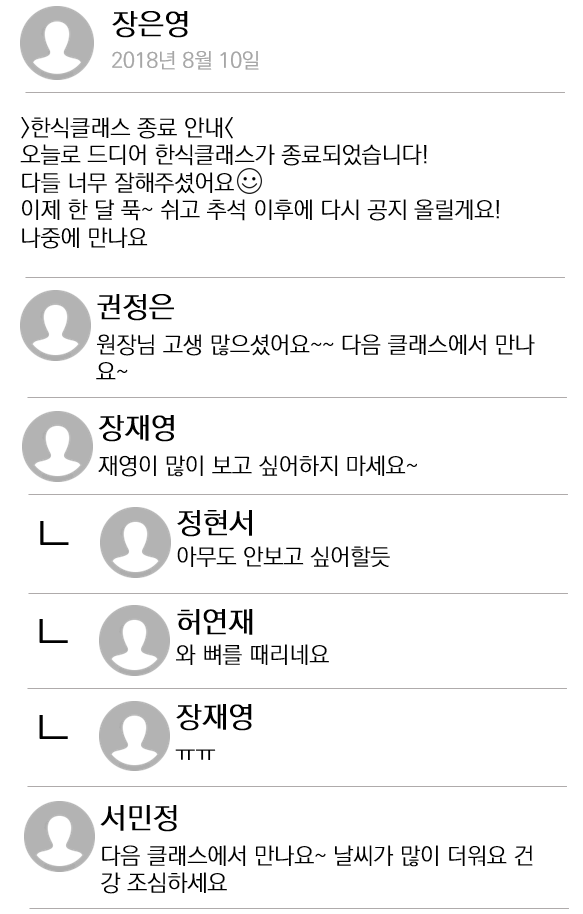 장은영
2018년 8월 10일
>한식클래스 종료 안내<
오늘로 드디어 한식클래스가 종료되었습니다!
다들 너무 잘해주셨어요☺
이제 한 달 푹~ 쉬고 추석 이후에 다시 공지 올릴게요!
나중에 만나요
권정은
원장님 고생 많으셨어요~~ 다음 클래스에서 만나
요~
장재영
재영이 많이 보고 싶어하지 마세요~
ㄴ
정현서
아무도 안보고 싶어할듯
ㄴ
허연재
와 뼈를 때리네요
ㄴ
장재영
ㅠㅠ
서민정
다음 클래스에서 만나요~ 날씨가 많이 더워요 건
강 조심하세요